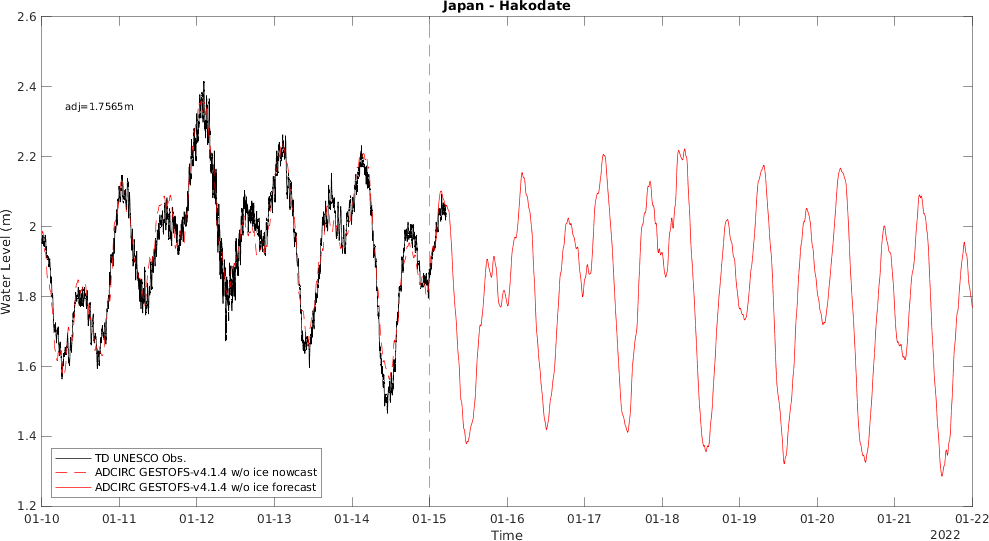 Japan - Hakodate
2.6
2.4
2.2
2
1.8
1.6
1.4
1.2
Water Level (m)
adj=1.7565m
TD UNESCO Obs.
ADCIRC GESTOFS-v4.1.4 w/o ice nowcast
ADCIRC GESTOFS-v4.1.4 w/o ice forecast
01-10 01-11 01-12 01-13 01-14 01-15 01-16 01-17 01-18 01-19 01-20 01-21 01-22
Time
2022